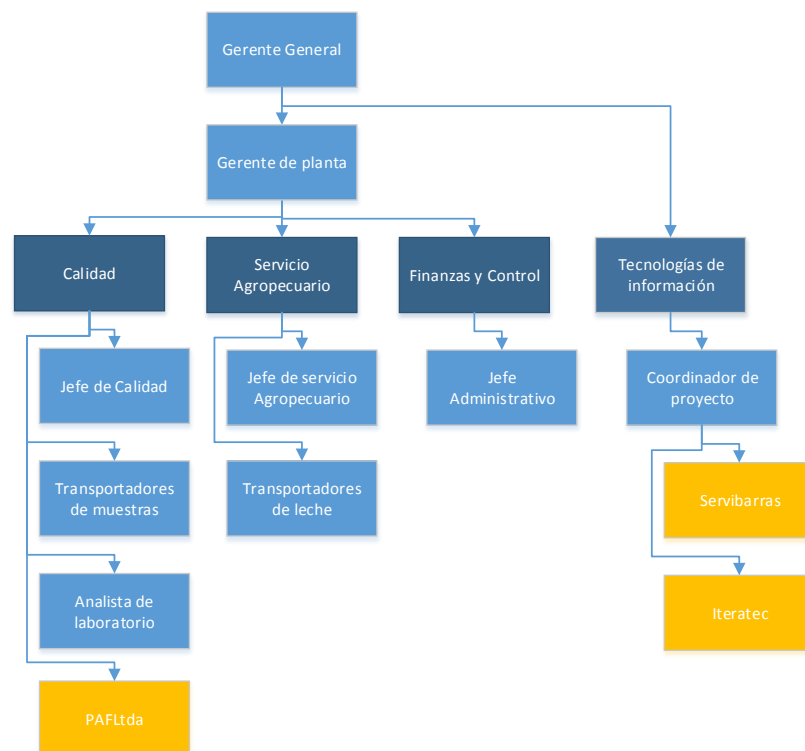 Gerente General
Gerente de planta
Calidad
Servicio
Agropecuario
Finanzas y Control
Tecnologías de
información
Jefe de Calidad
Jefe de servicio
Agropecuario
Jefe
Administrativo
Coordinador de
proyecto
Transportadores
de muestras
Transportadores
de leche
Servibarras
Analista de
laboratorio
Iteratec
PAFLtda